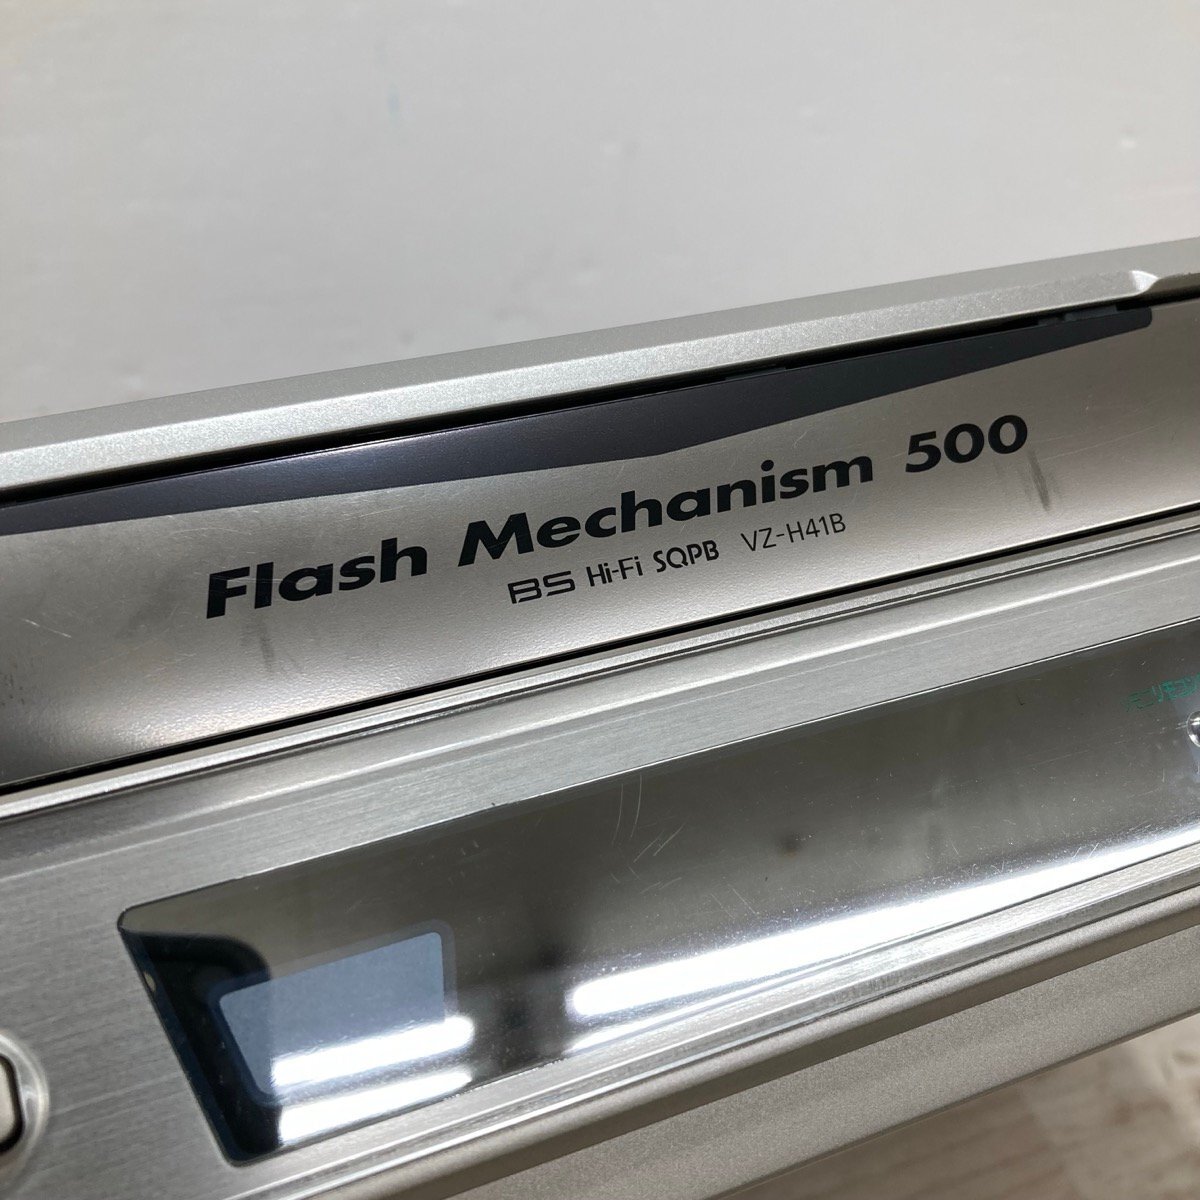 Flash Mechanism 500
BS Hi-Fi SQPB VZ-H41B